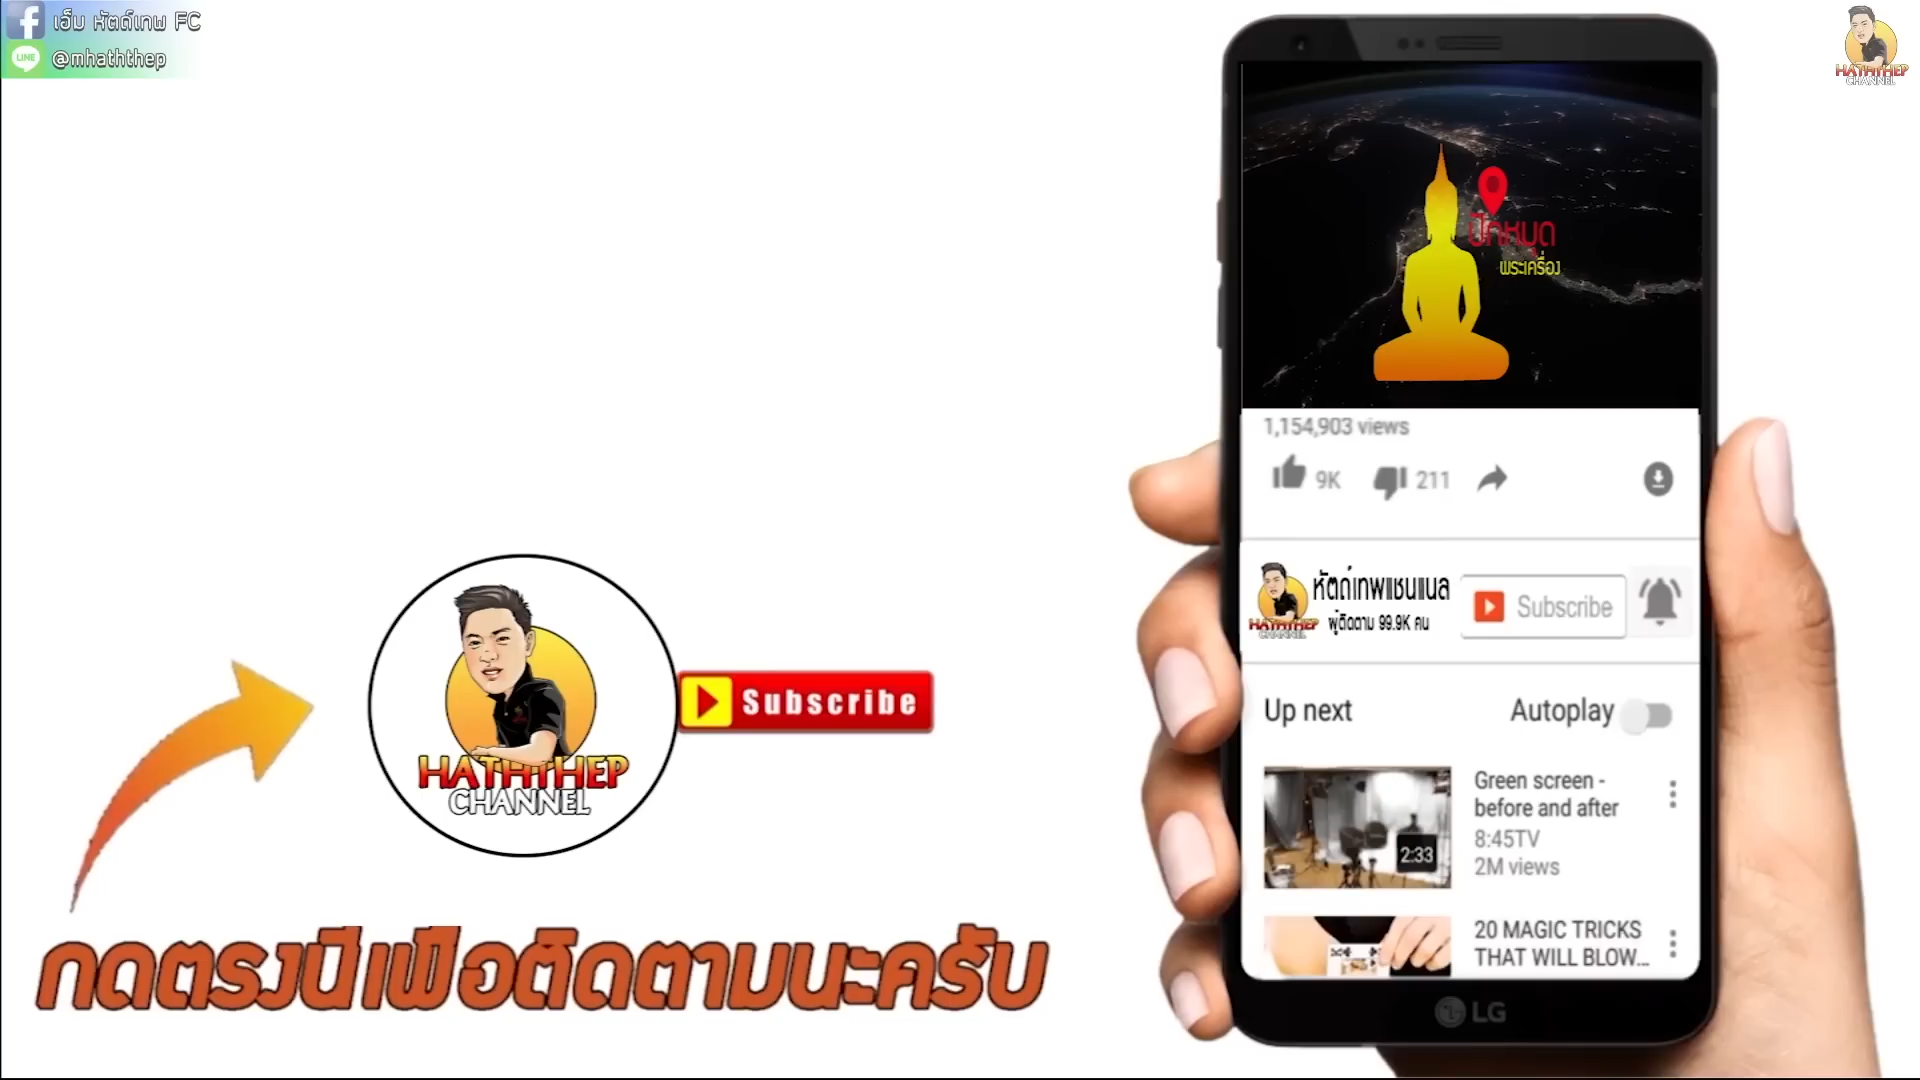 เอ็ม หัตถ์เทพ FC
LINE
@mhaththep
HATHTHEP
CHANNEL
ปักหมุด
พระเครื่อง
1,154,903 views
9K
211
HATHTHEP
CHANNEL
หัตถ์เทพแชนแนล
ผู้ติดตาม 99.9K คน
Subscribe
Up next
Autoplay
2:33
Green screen -
before and after
8:45TV
2M views
20 MAGIC TRICKS
THAT WILL BLOW...
LG
HATHTHEP
CHANNEL
Subscribe
กดตรงนี้เพื่อติดตามนะครับ